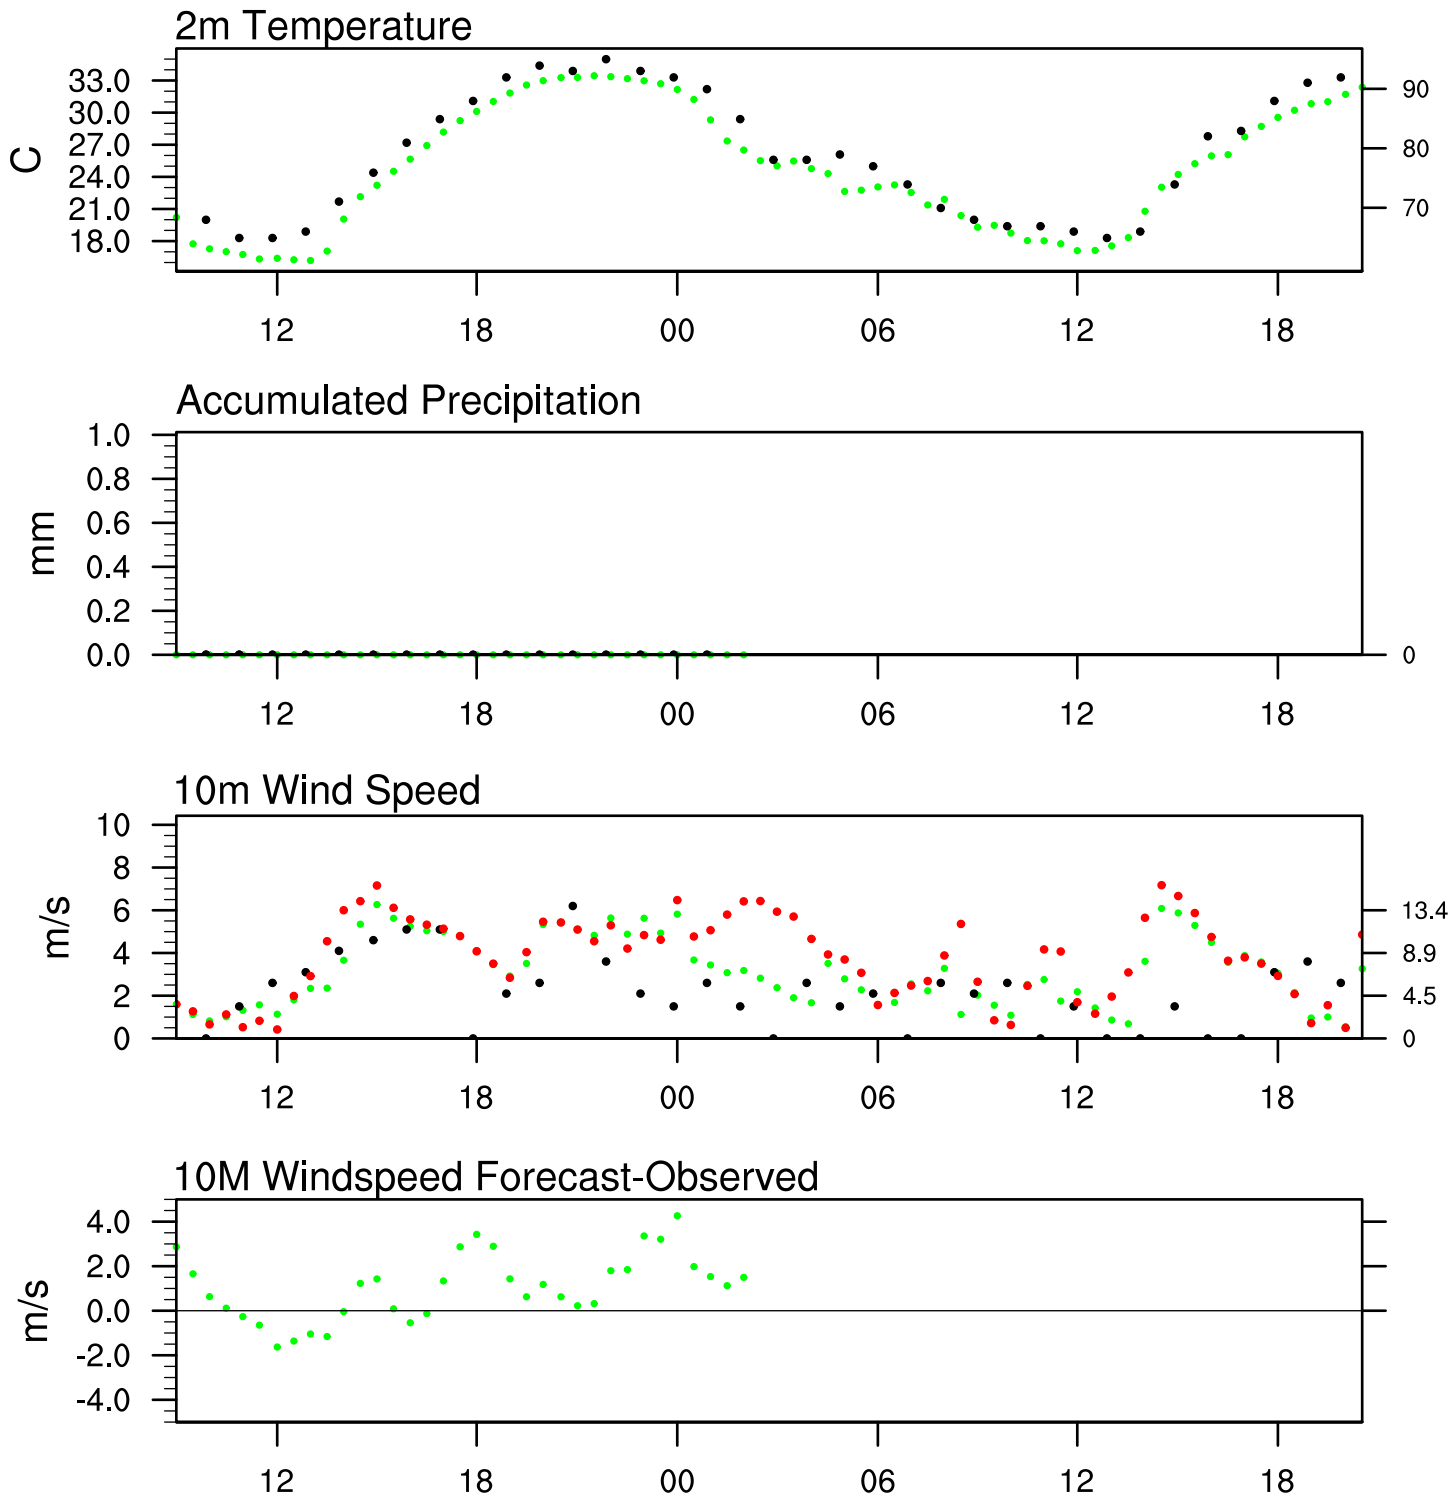 2m Temperature
C
33.0
30.0
27.0
24.0
21.0
18.0
90
80
70
12 18 00 06 12 18
Accumulated Precipitation
mm
1.0
0.8
0.6
0.4
0.2
0.0
0
12 18 00 06 12 18
10m Wind Speed
m/s
10
8
6
4
2
0
13.4
8.9
4.5
0
12 18 00 06 12 18
10M Windspeed Forecast-Observed
m/s
4.0
2.0
0.0
-2.0
-4.0
12 18 00 06 12 18